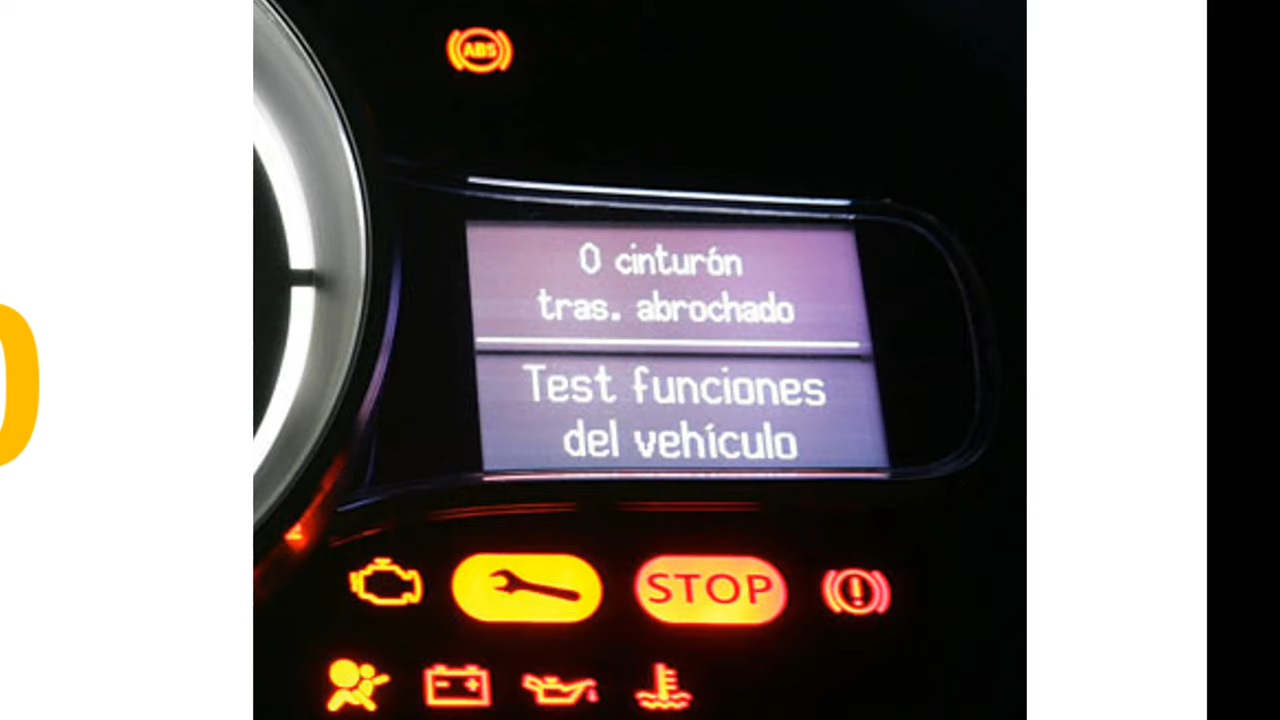 ABS
0 cinturón
tras. abrochado
Test funciones
del vehículo
STOP